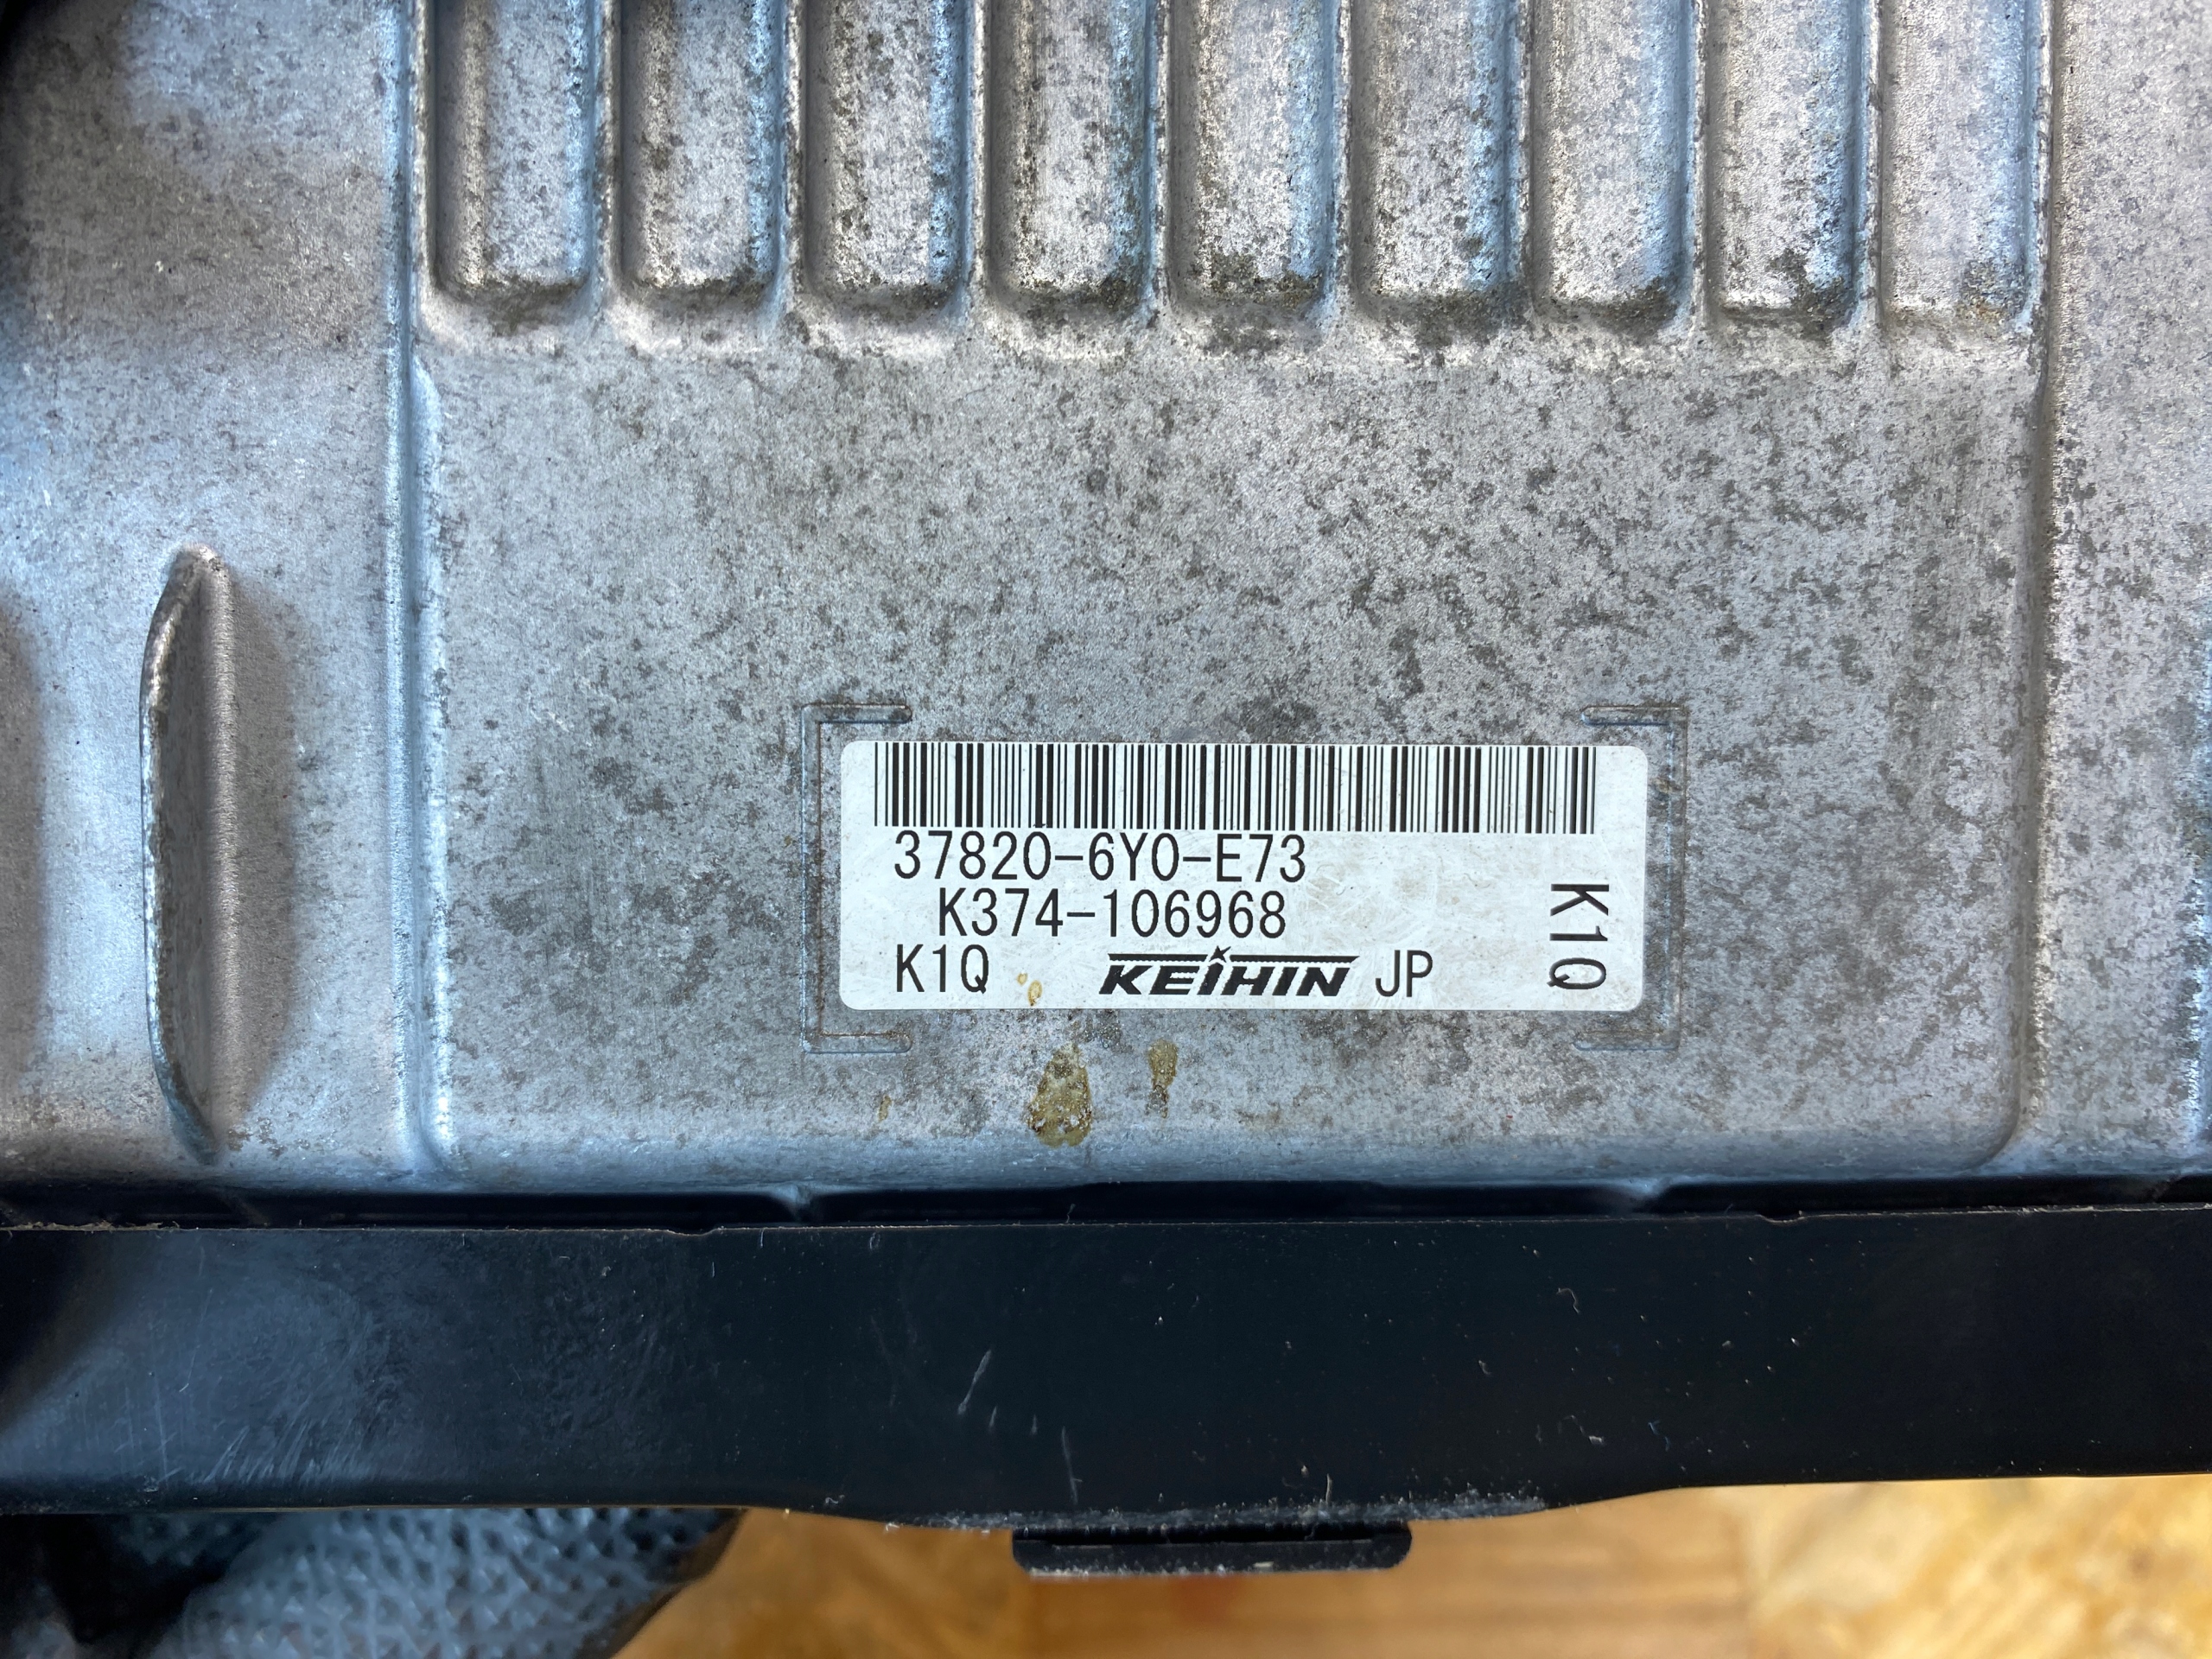 37820-6Y0-E73
K374-106968
K1Q KEIHIN JP
K1Q